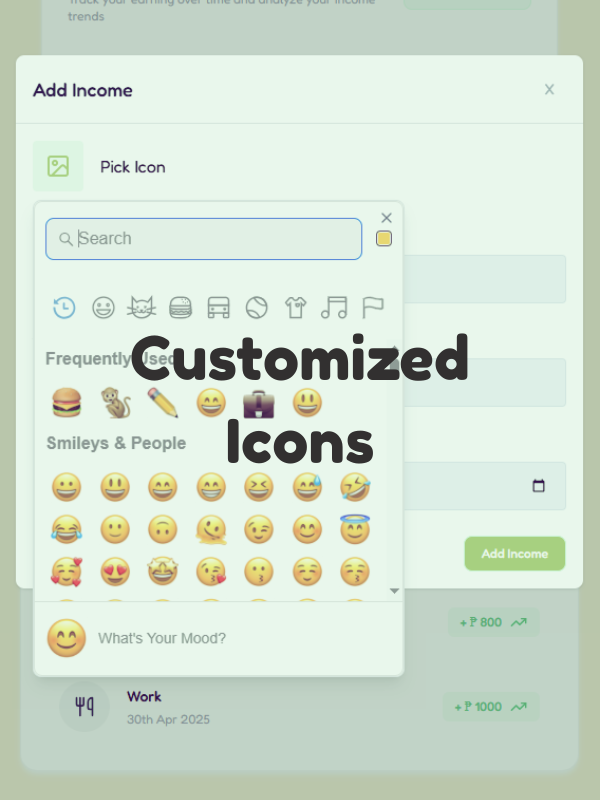 Track your earning over time and analyze your income
trends
Add Income
X
Pick Icon
Search
Frequently Used
Customized
Icons
Smileys & People
Add Income
What's Your Mood?
+ ₱ 800
Work
30th Apr 2025
+ ₱ 1000